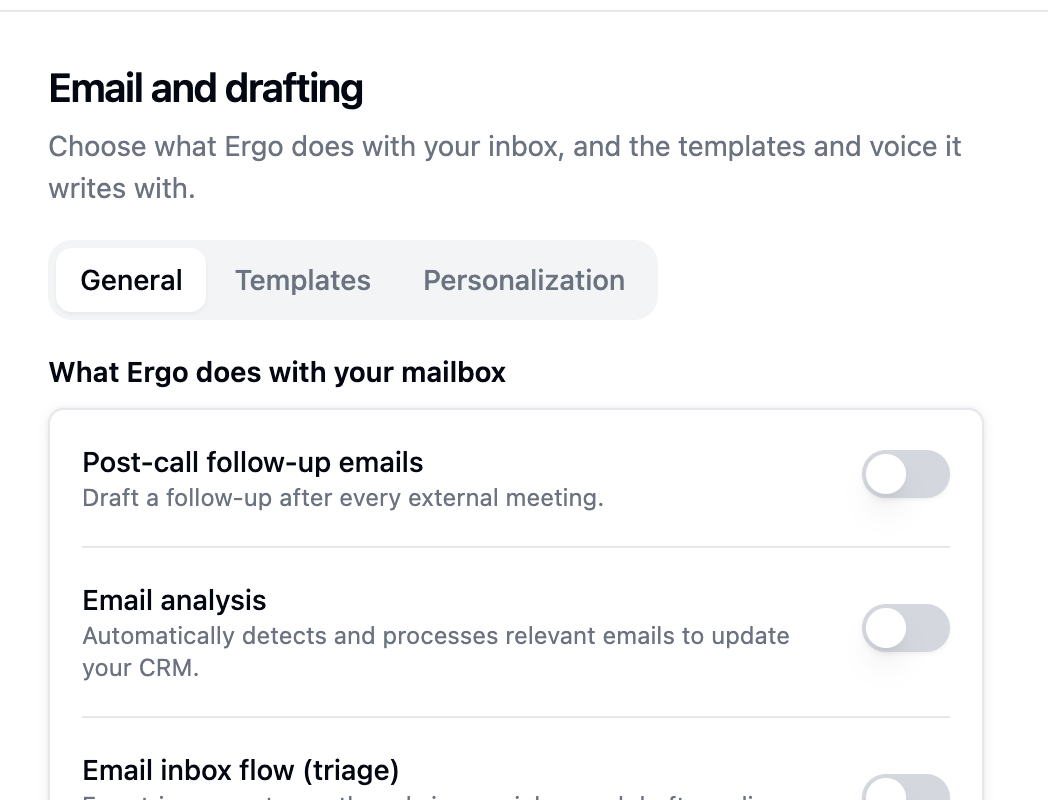 Email and drafting
Choose what Ergo does with your inbox, and the templates and voice it
writes with.
General Templates Personalization
What Ergo does with your mailbox
Post-call follow-up emails
Draft a follow-up after every external meeting.
Email analysis
Automatically detects and processes relevant emails to update
your CRM.
Email inbox flow (triage)